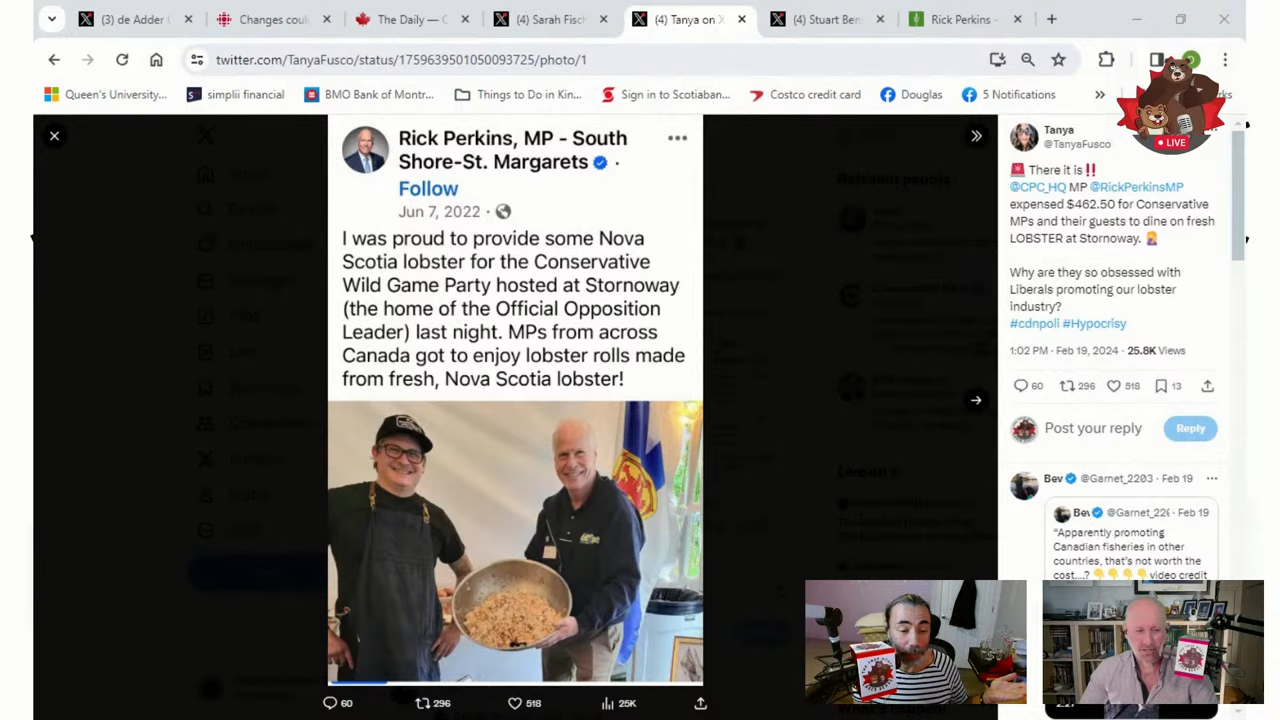 (3) de Adder
Changes coul
The Daily — C
(4) Sarah Fisch
(4) Tanya on X
(4) Stuart Ben
Rick Perkins -
twitter.com/TanyaFusco/status/1759639501050093725/photo/1
Queen's University...
simplii financial
BMO Bank of Montr...
Things to Do in Kin...
Sign in to Scotiaban...
Costco credit card
Douglas
5 Notifications
LIVE
Rick Perkins, MP - South
Shore-St. Margarets
Follow
Jun 7, 2022
I was proud to provide some Nova
Scotia lobster for the Conservative
Wild Game Party hosted at Stornoway
(the home of the Official Opposition
Leader) last night. MPs from across
Canada got to enjoy lobster rolls made
from fresh, Nova Scotia lobster!
60
296
518
25K
Tanya
@TanyaFusco
🚨 There it is‼️
@CPC_HQ MP @RickPerkinsMP
expensed $462.50 for Conservative
MPs and their guests to dine on fresh
LOBSTER at Stornoway. 🤦
Why are they so obsessed with
Liberals promoting our lobster
industry?
#cdnpoli #Hypocrisy
1:02 PM · Feb 19, 2024 · 25.8K Views
60 296 518 13
Post your reply
Reply
Bev @Garnet_2203 · Feb 19
Bev @Garnet_22( · Feb 19
"Apparently promoting
Canadian fisheries in other
countries, that's not worth the
cost....? 👇👇👇👇 video credit